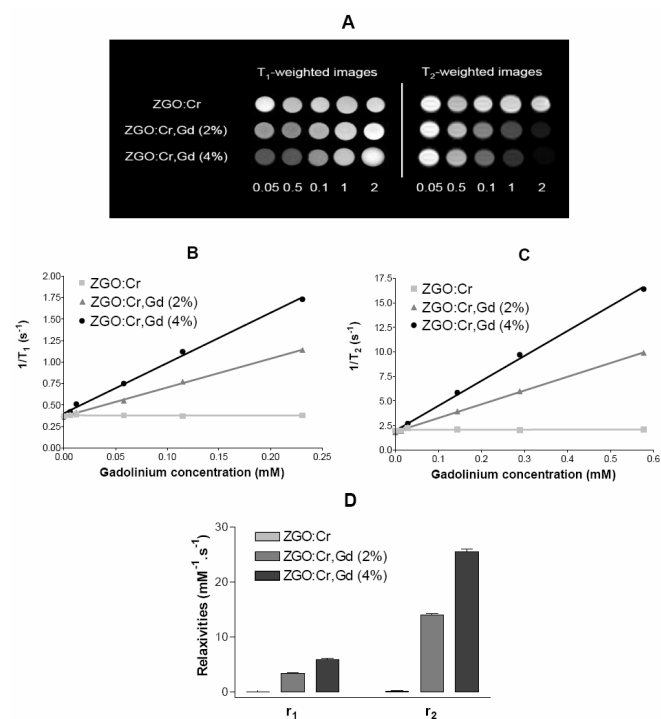 A
T1-weighted images
T2-weighted images
ZGO:Cr
ZGO:Cr,Gd (2%)
ZGO:Cr,Gd (4%)
0.05 0.5 0.1 1 2
0.05 0.5 0.1 1 2
B
ZGO:Cr
ZGO:Cr,Gd (2%)
ZGO:Cr,Gd (4%)
1/T1 (s-1)
2.00
1.75
1.50
1.25
1.00
0.75
0.50
0.25
0.00
0.00 0.05 0.10 0.15 0.20 0.25
Gadolinium concentration (mM)
C
ZGO:Cr
ZGO:Cr,Gd (2%)
ZGO:Cr,Gd (4%)
1/T2 (s-1)
17.5
15.0
12.5
10.0
7.5
5.0
2.5
0.0
0.0 0.1 0.2 0.3 0.4 0.5 0.6
Gadolinium concentration (mM)
D
ZGO:Cr
ZGO:Cr,Gd (2%)
ZGO:Cr,Gd (4%)
Relaxivities (mM-1.s-1)
30
20
10
0
r1 r2